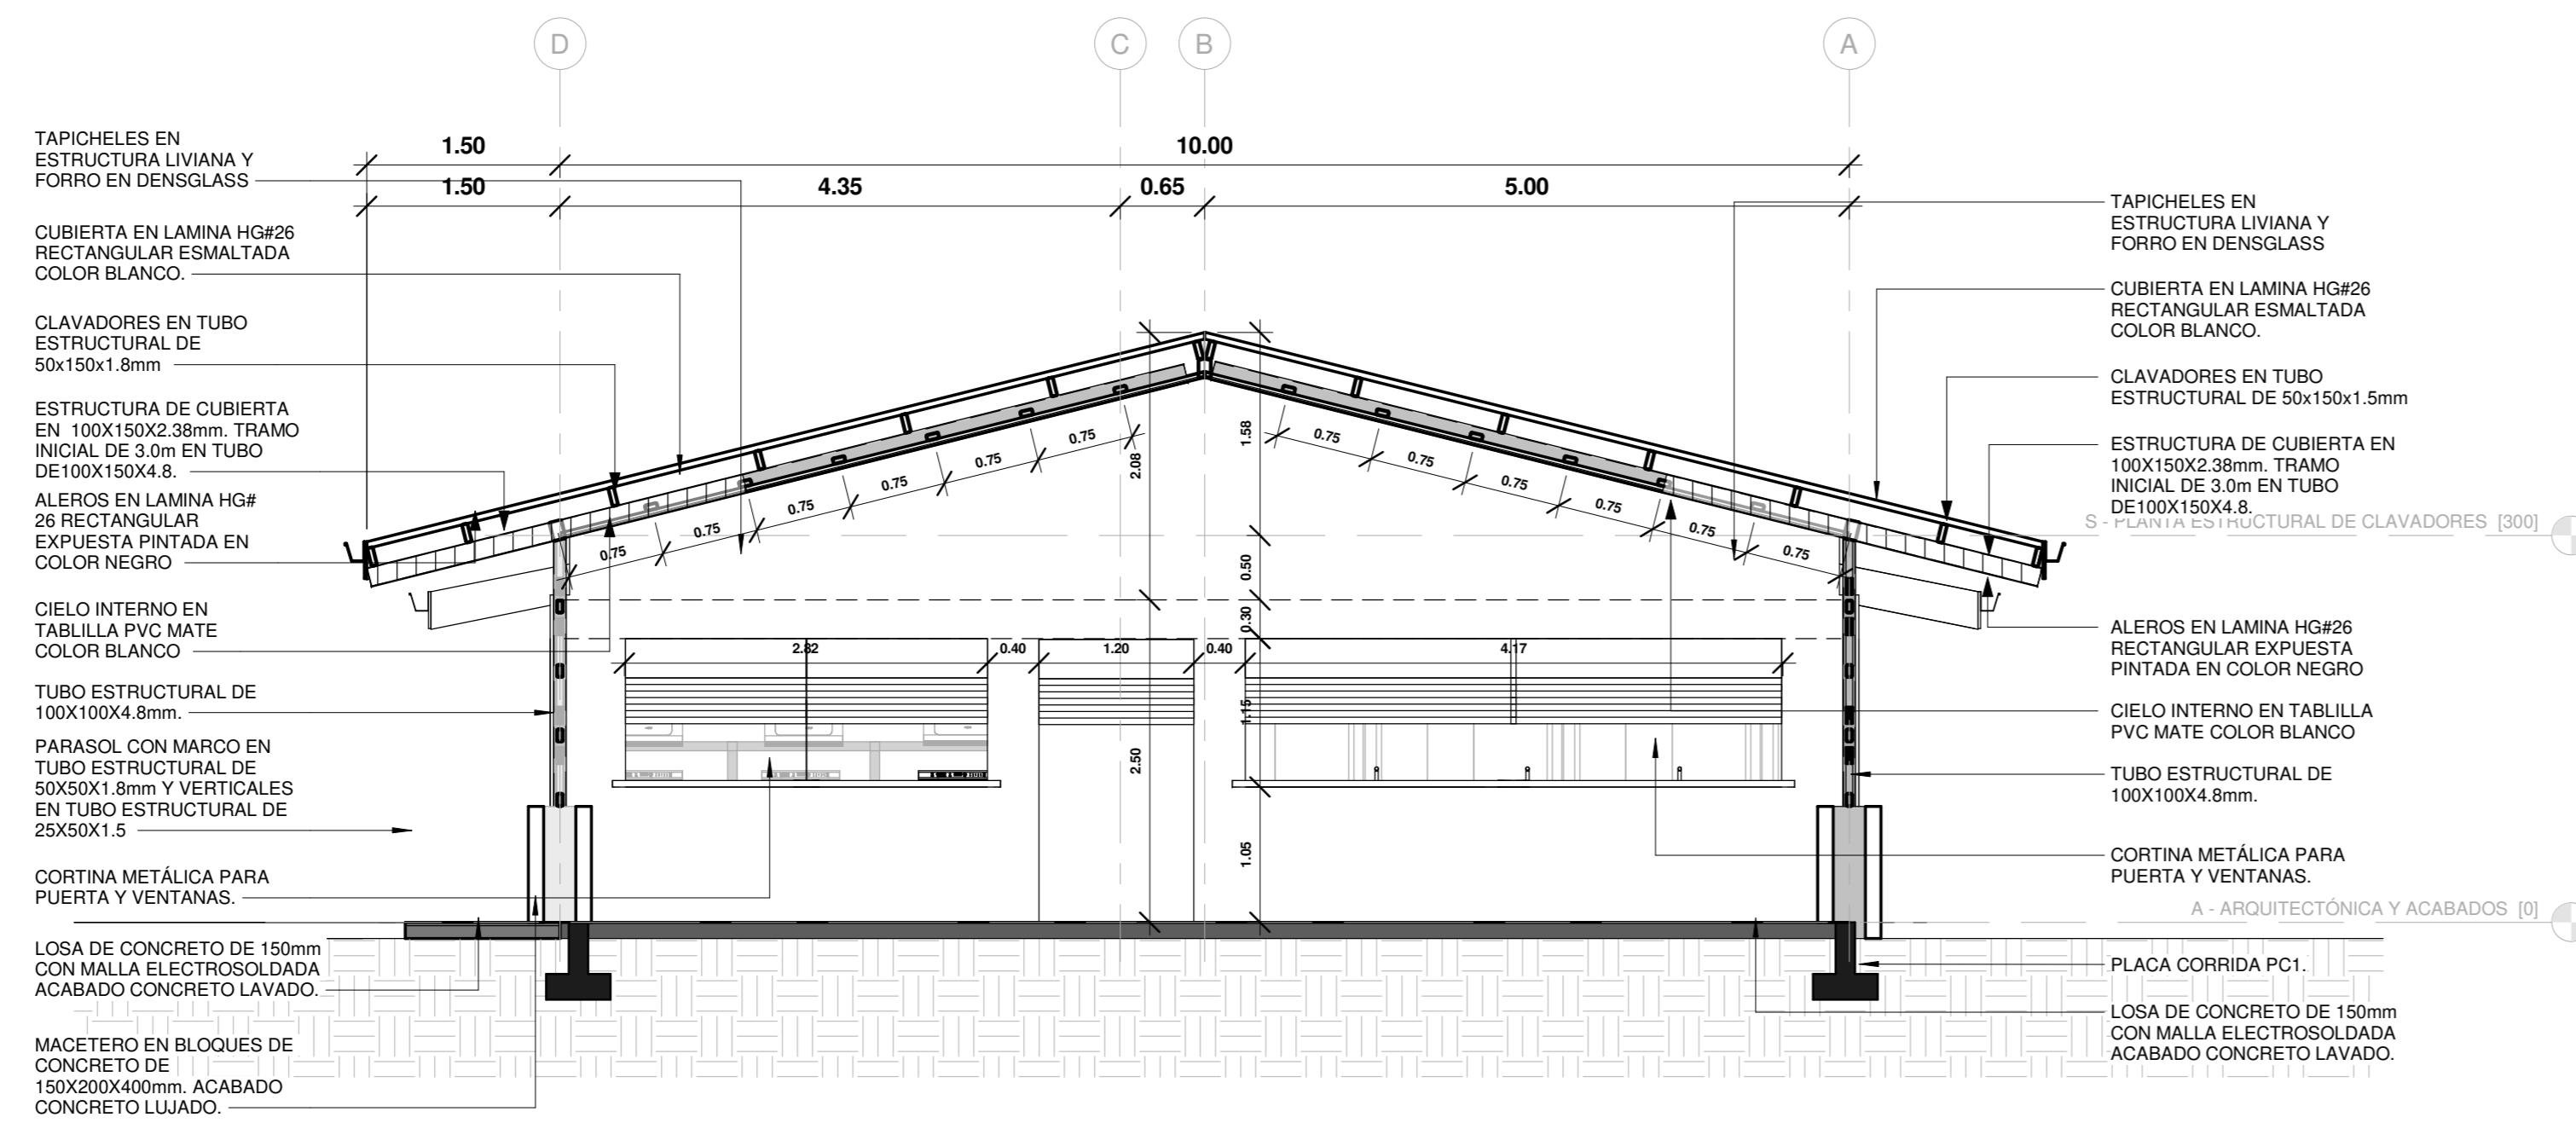 D
C
B
A
1.50
10.00
1.50
4.35
0.65
5.00
TAPICHELES EN
ESTRUCTURA LIVIANA Y
FORRO EN DENSGLASS
CUBIERTA EN LAMINA HG#26
RECTANGULAR ESMALTADA
COLOR BLANCO.
CLAVADORES EN TUBO
ESTRUCTURAL DE
50x150x1.8mm
ESTRUCTURA DE CUBIERTA
EN 100X150X2.38mm. TRAMO
INICIAL DE 3.0m EN TUBO
DE100X150X4.8.
ALEROS EN LAMINA HG#
26 RECTANGULAR
EXPUESTA PINTADA EN
COLOR NEGRO
CIELO INTERNO EN
TABLILLA PVC MATE
COLOR BLANCO
TUBO ESTRUCTURAL DE
100X100X4.8mm.
PARASOL CON MARCO EN
TUBO ESTRUCTURAL DE
50X50X1.8mm Y VERTICALES
EN TUBO ESTRUCTURAL DE
25X50X1.5
CORTINA METÁLICA PARA
PUERTA Y VENTANAS.
LOSA DE CONCRETO DE 150mm
CON MALLA ELECTROSOLDADA
ACABADO CONCRETO LAVADO.
MACETERO EN BLOQUES DE
CONCRETO DE
150X200X400mm. ACABADO
CONCRETO LUJADO.
0.75
0.75
0.75
0.75
0.75
0.75
2.08
1.58
0.75
0.75
0.75
0.75
0.75
0.75
0.50
0.30
2.82
0.40
1.20
0.40
4.17
1.15
2.50
1.05
TAPICHELES EN
ESTRUCTURA LIVIANA Y
FORRO EN DENSGLASS
CUBIERTA EN LAMINA HG#26
RECTANGULAR ESMALTADA
COLOR BLANCO.
CLAVADORES EN TUBO
ESTRUCTURAL DE 50x150x1.5mm
ESTRUCTURA DE CUBIERTA EN
100X150X2.38mm. TRAMO
INICIAL DE 3.0m EN TUBO
DE100X150X4.8.
S - PLANTA ESTRUCTURAL DE CLAVADORES [300]
ALEROS EN LAMINA HG#26
RECTANGULAR EXPUESTA
PINTADA EN COLOR NEGRO
CIELO INTERNO EN TABLILLA
PVC MATE COLOR BLANCO
TUBO ESTRUCTURAL DE
100X100X4.8mm.
CORTINA METÁLICA PARA
PUERTA Y VENTANAS.
A - ARQUITECTÓNICA Y ACABADOS [0]
PLACA CORRIDA PC1.
LOSA DE CONCRETO DE 150mm
CON MALLA ELECTROSOLDADA
ACABADO CONCRETO LAVADO.